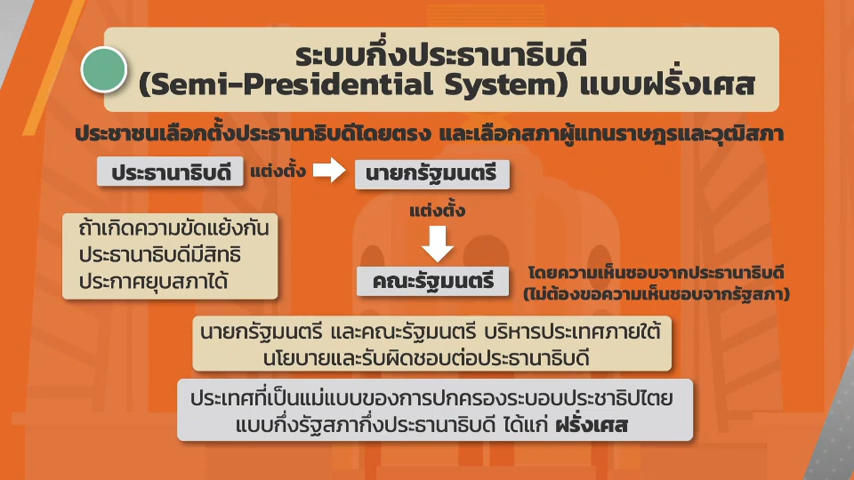 ระบบกึ่งประธานาธิบดี
(Semi-Presidential System) แบบฝรั่งเศส
ประชาชนเลือกตั้งประธานาธิบดีโดยตรง และเลือกสภาผู้แทนราษฎรและวุฒิสภา
ประธานาธิบดี แต่งตั้ง นายกรัฐมนตรี
แต่งตั้ง
ถ้าเกิดความขัดแย้งกัน
ประธานาธิบดีมีสิทธิ
ประกาศยุบสภาได้
คณะรัฐมนตรี
โดยความเห็นชอบจากประธานาธิบดี
(ไม่ต้องขอความเห็นชอบจากรัฐสภา)
นายกรัฐมนตรี และคณะรัฐมนตรี บริหารประเทศภายใต้
นโยบายและรับผิดชอบต่อประธานาธิบดี
ประเทศที่เป็นแม่แบบของการปกครองระบอบประชาธิปไตย
แบบกึ่งรัฐสภากึ่งประธานาธิบดี ได้แก่ ฝรั่งเศส